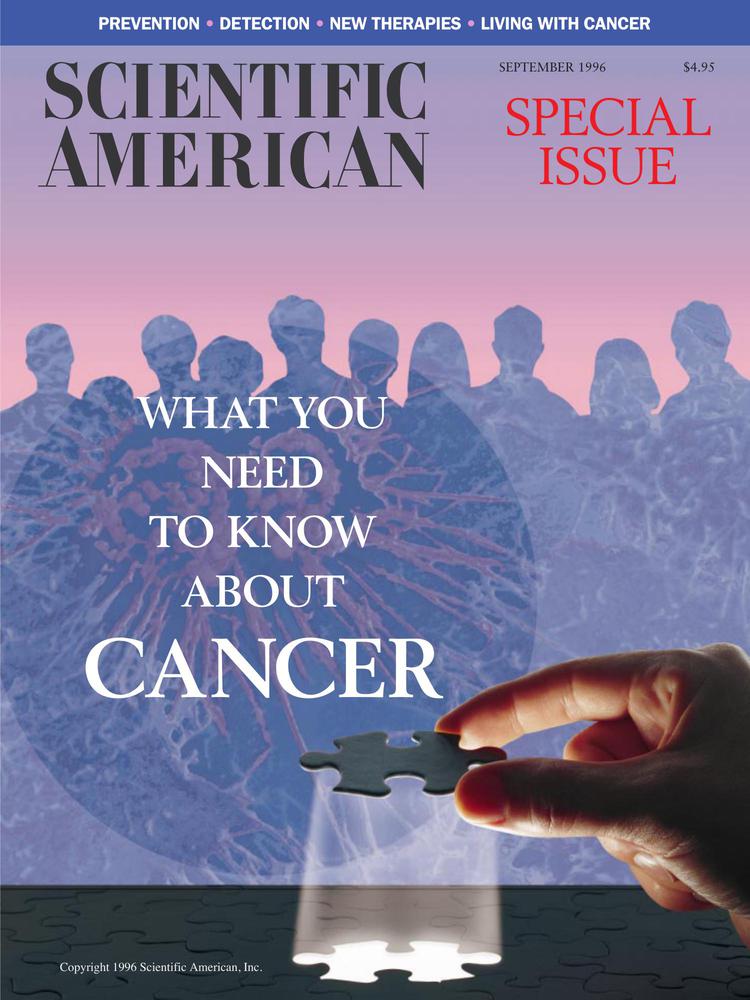 PREVENTION • DETECTION • NEW THERAPIES • LIVING WITH CANCER
SCIENTIFIC
AMERICAN
SEPTEMBER 1996 $4.95
SPECIAL
ISSUE
WHAT YOU
NEED
TO KNOW
ABOUT
CANCER
Copyright 1996 Scientific American, Inc.